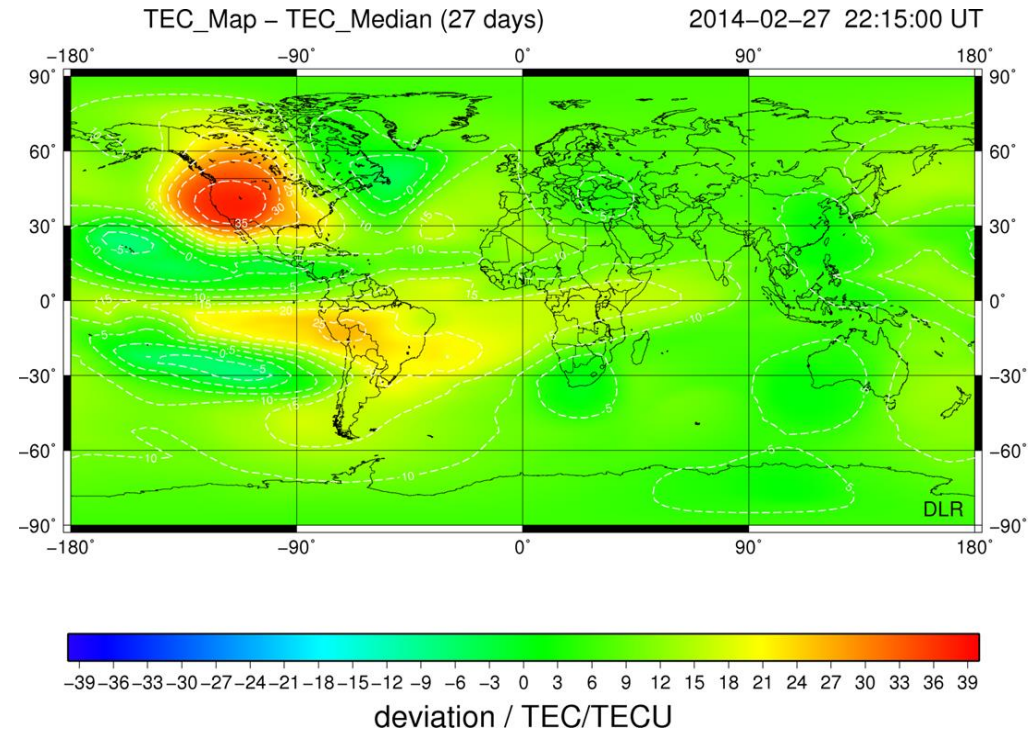 TEC_Map − TEC_Median (27 days) 2014−02−27 22:15:00 UT
−180˚ −90˚ 0˚ 90˚ 180˚
90˚ 90˚
60˚ 60˚
30˚ 30˚
0˚ 0˚
−30˚ −30˚
−60˚ −60˚
DLR
−90˚ −90˚
−180˚ −90˚ 0˚ 90˚ 180˚
−39 −36 −33 −30 −27 −24 −21 −18 −15 −12 −9 −6 −3 0 3 6 9 12 15 18 21 24 27 30 33 36 39
deviation / TEC/TECU